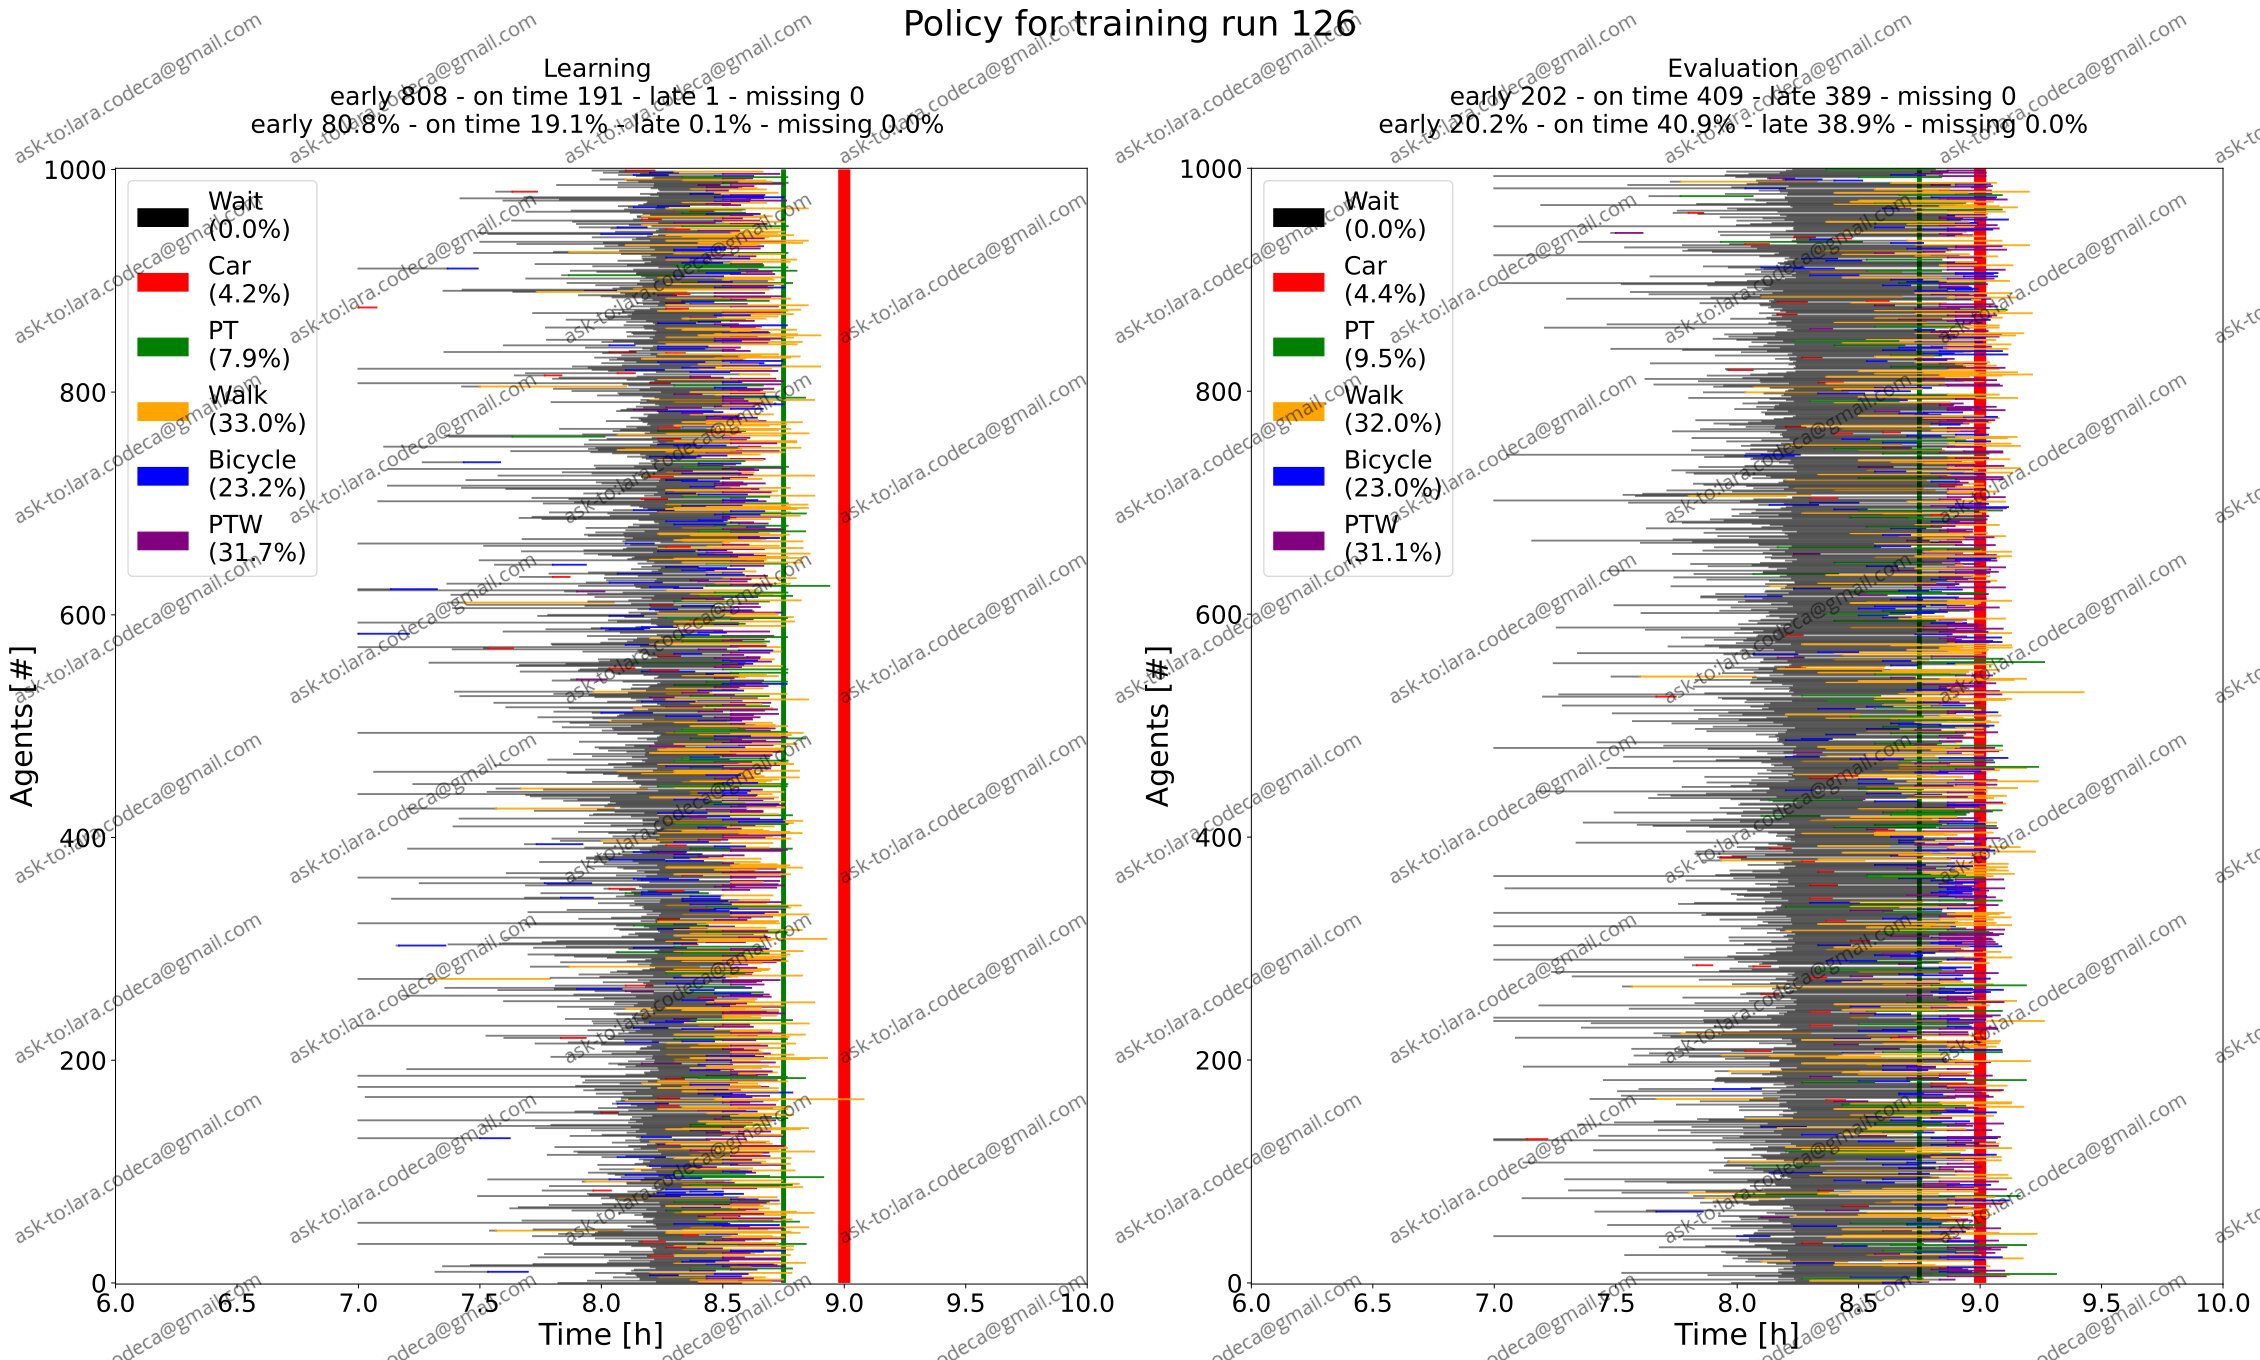 Policy for training run 126
Learning
early 808 - on time 191 - late 1 - missing 0
early 80.8% - on time 19.1% - late 0.1% - missing 0.0%
1000
800
600
400
200
0
Agents [#]
Wait
(0.0%)
Car
(4.2%)
PT
(7.9%)
Walk
(33.0%)
Bicycle
(23.2%)
PTW
(31.7%)
6.0 6.5 7.0 7.5 8.0 8.5 9.0 9.5 10.0
Time [h]
Evaluation
early 202 - on time 409 - late 389 - missing 0
early 20.2% - on time 40.9% - late 38.9% - missing 0.0%
1000
800
600
400
200
0
Agents [#]
Wait
(0.0%)
Car
(4.4%)
PT
(9.5%)
Walk
(32.0%)
Bicycle
(23.0%)
PTW
(31.1%)
6.0 6.5 7.0 7.5 8.0 8.5 9.0 9.5 10.0
Time [h]
ask-to:lara.codeca@gmail.com